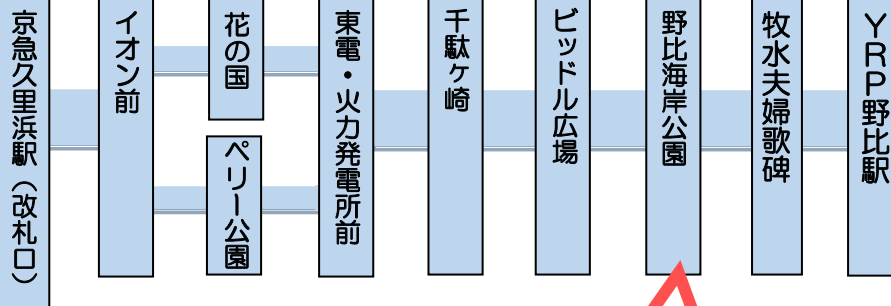 京急久里浜駅（改札口）
イオン前
花の国
ペリー公園
東電・火力発電所前
千駄ヶ崎
ビッドル広場
野比海岸公園
牧水夫婦歌碑
ＹＲＰ野比駅